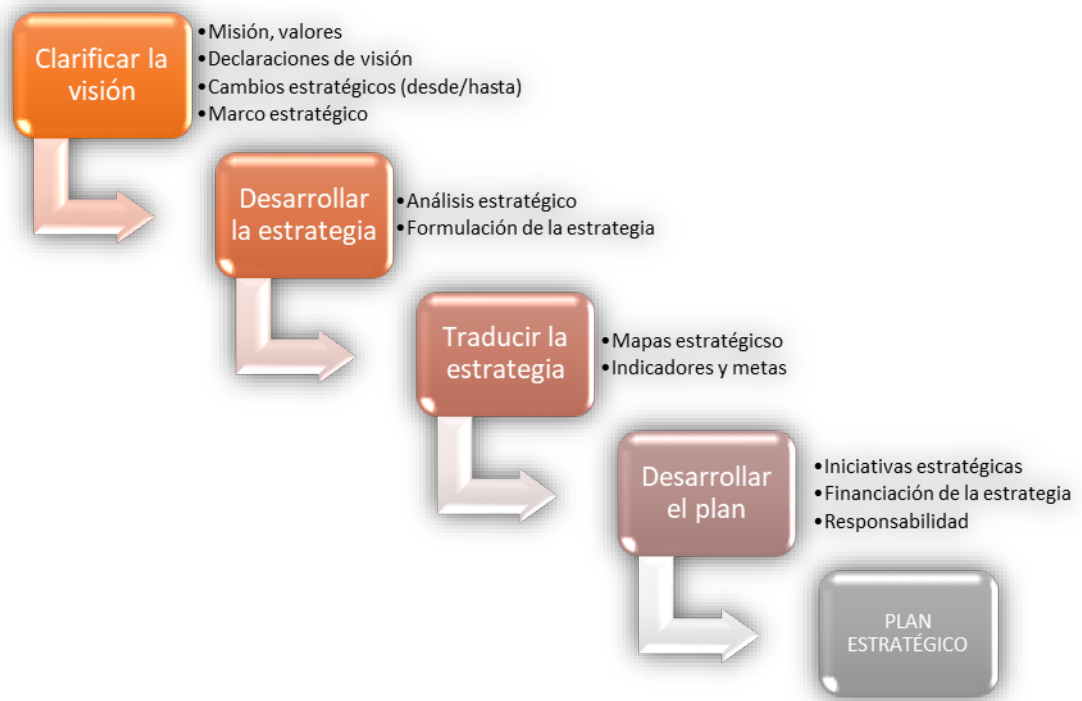 Clarificar la
visión
•Misión, valores
•Declaraciones de visión
•Cambios estratégicos (desde/hasta)
•Marco estratégico
Desarrollar
la estrategia
•Análisis estratégico
•Formulación de la estrategia
Traducir la
estrategia
•Mapas estratégicso
•Indicadores y metas
Desarrollar
el plan
•Iniciativas estratégicas
•Financiación de la estrategia
•Responsabilidad
PLAN
ESTRATÉGICO